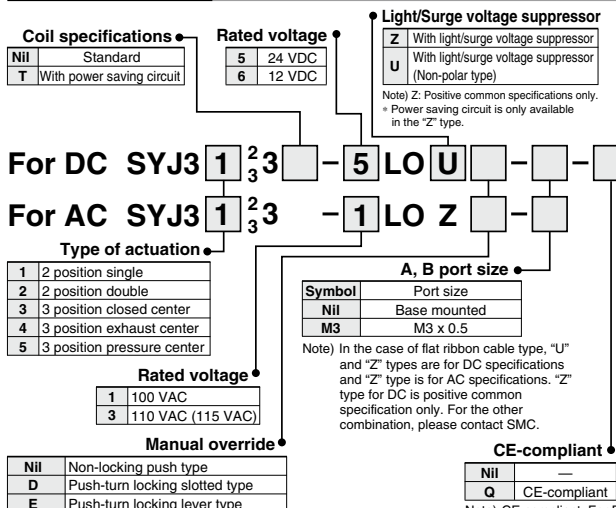 Light/Surge voltage suppressor
Z With light/surge voltage suppressor
U With light/surge voltage suppressor
(Non-polar type)
Note) Z: Positive common specifications only.
∗ Power saving circuit is only available
in the "Z" type.
Coil specifications
Nil Standard
T With power saving circuit
Rated voltage
5 24 VDC
6 12 VDC
For DC SYJ3 1 2 3 3 – 5 LO U – –
For AC SYJ3 1 2 3 3 – 1 LO Z –
Type of actuation
1 2 position single
2 2 position double
3 3 position closed center
4 3 position exhaust center
5 3 position pressure center
A, B port size
Symbol Port size
Nil Base mounted
M3 M3 x 0.5
Note) In the case of flat ribbon cable type, "U"
and "Z" types are for DC specifications
and "Z" type is for AC specifications. "Z"
type for DC is positive common
specification only. For the other
combination, please contact SMC.
Rated voltage
1 100 VAC
3 110 VAC (115 VAC)
Manual override
Nil Non-locking push type
D Push-turn locking slotted type
E Push-turn locking lever type
CE-compliant
Nil —
Q CE-compliant